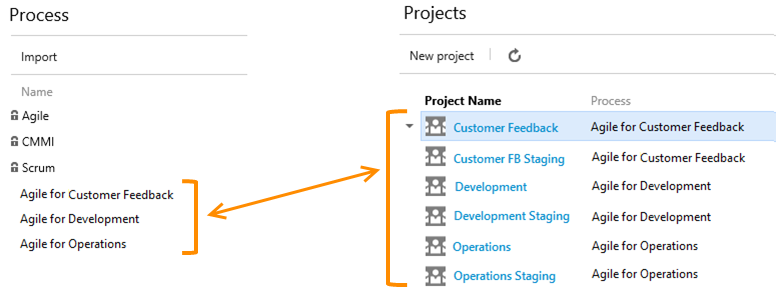 Process
Import
Name
Agile
CMMI
Scrum
Agile for Customer Feedback
Agile for Development
Agile for Operations
Projects
New project
Project Name Process
Customer Feedback Agile for Customer Feedback
Customer FB Staging Agile for Customer Feedback
Development Agile for Development
Development Staging Agile for Development
Operations Agile for Operations
Operations Staging Agile for Operations